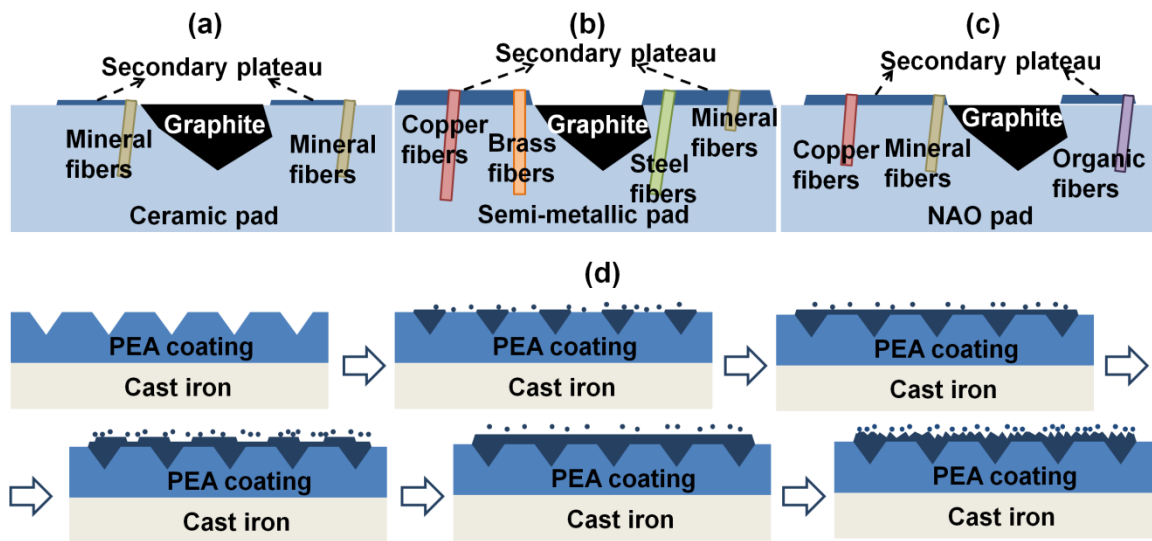 (a)
Secondary plateau
Graphite
Mineral
fibers
Mineral
fibers
Ceramic pad
(b)
Secondary plateau
Copper
fibers
Brass
fibers
Graphite
Steel
fibers
Mineral
fibers
Semi-metallic pad
(c)
Secondary plateau
Copper
fibers
Mineral
fibers
Graphite
Organic
fibers
NAO pad
(d)
PEA coating
Cast iron
PEA coating
Cast iron
PEA coating
Cast iron
PEA coating
Cast iron
PEA coating
Cast iron
PEA coating
Cast iron